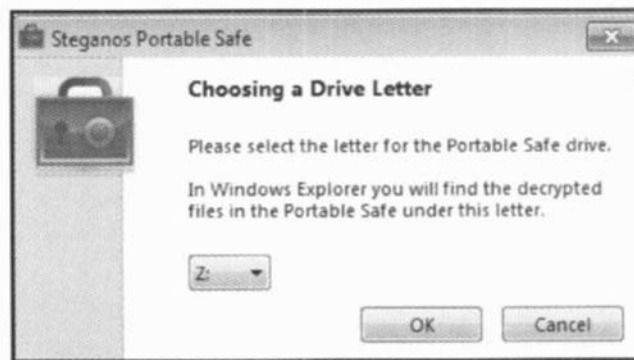 Steganos Portable Safe
Choosing a Drive Letter
Please select the letter for the Portable Safe drive.
In Windows Explorer you will find the decrypted
files in the Portable Safe under this letter.
Z:
OK
Cancel